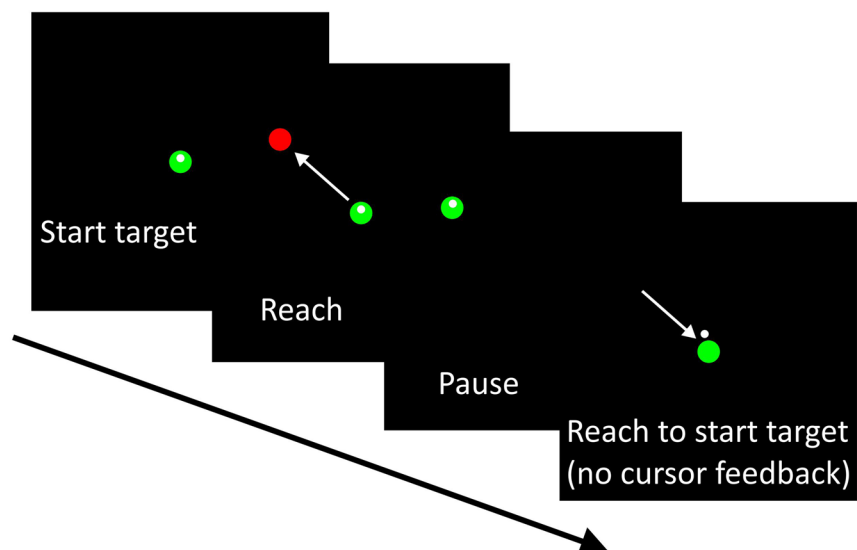 Start target
Reach
Pause
Reach to start target
(no cursor feedback)